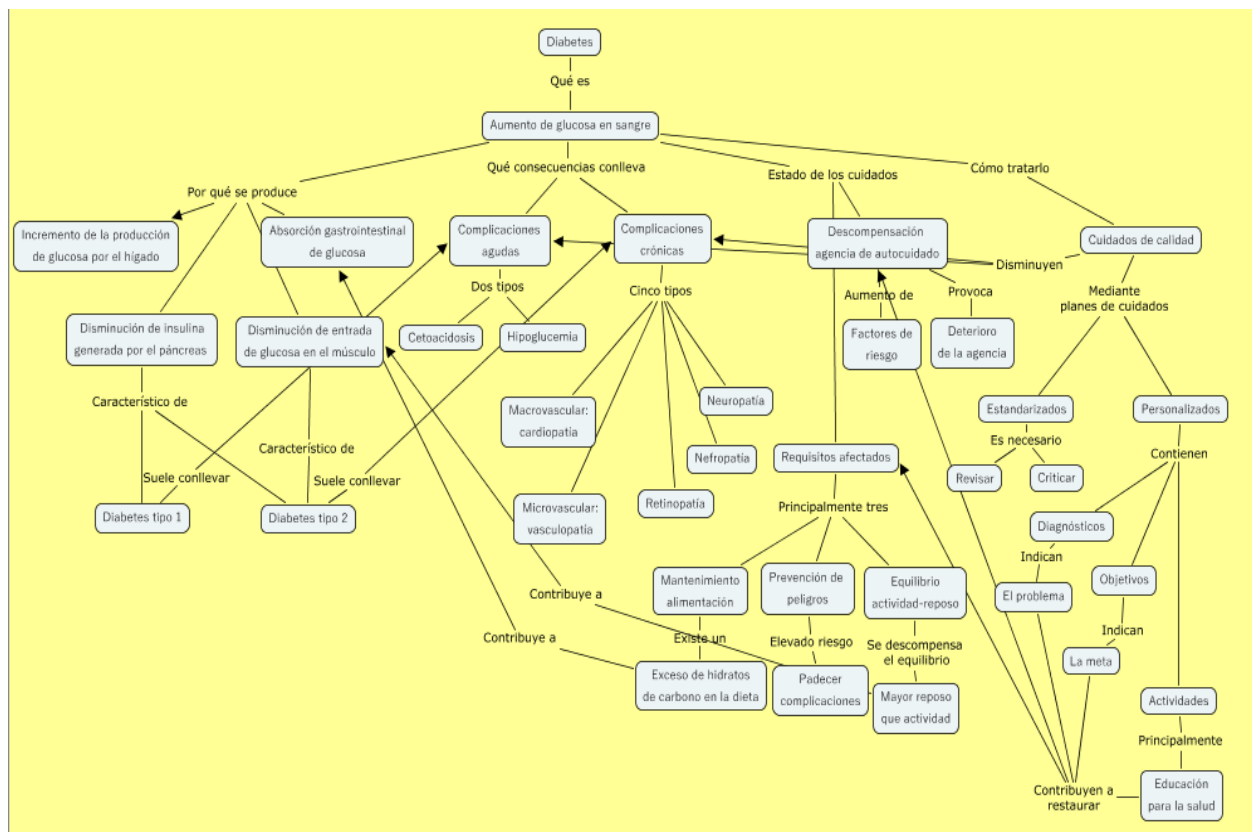 Diabetes
Qué es
Aumento de glucosa en sangre
Por qué se produce
Qué consecuencias conlleva
Estado de los cuidados
Cómo tratarlo
Incremento de la producción
de glucosa por el hígado
Absorción gastrointestinal
de glucosa
Complicaciones
agudas
Complicaciones
crónicas
Descompensación
agencia de autocuidado
Cuidados de calidad
Disminuyen
Dos tipos
Cinco tipos
Aumento de
Provoca
Mediante
planes de cuidados
Disminución de insulina
generada por el páncreas
Disminución de entrada
de glucosa en el músculo
Cetoacidosis
Hipoglucemia
Factores de
riesgo
Deterioro
de la agencia
Característico de
Característico de
Suele conllevar
Suele conllevar
Diabetes tipo 1
Diabetes tipo 2
Macrovascular:
cardiopatía
Neuropatía
Nefropatía
Retinopatía
Microvascular:
vasculopatía
Requisitos afectados
Principalmente tres
Estandarizados
Personalizados
Es necesario
Revisar
Criticar
Contienen
Diagnósticos
Indican
El problema
Objetivos
Indican
La meta
Actividades
Principalmente
Educación
para la salud
Contribuyen a
restaurar
Mantenimiento
alimentación
Prevención de
peligros
Equilibrio
actividad-reposo
Existe un
Elevado riesgo
Se descompensa
el equilibrio
Exceso de hidratos
de carbono en la dieta
Padecer
complicaciones
Mayor reposo
que actividad
Contribuye a
Contribuye a